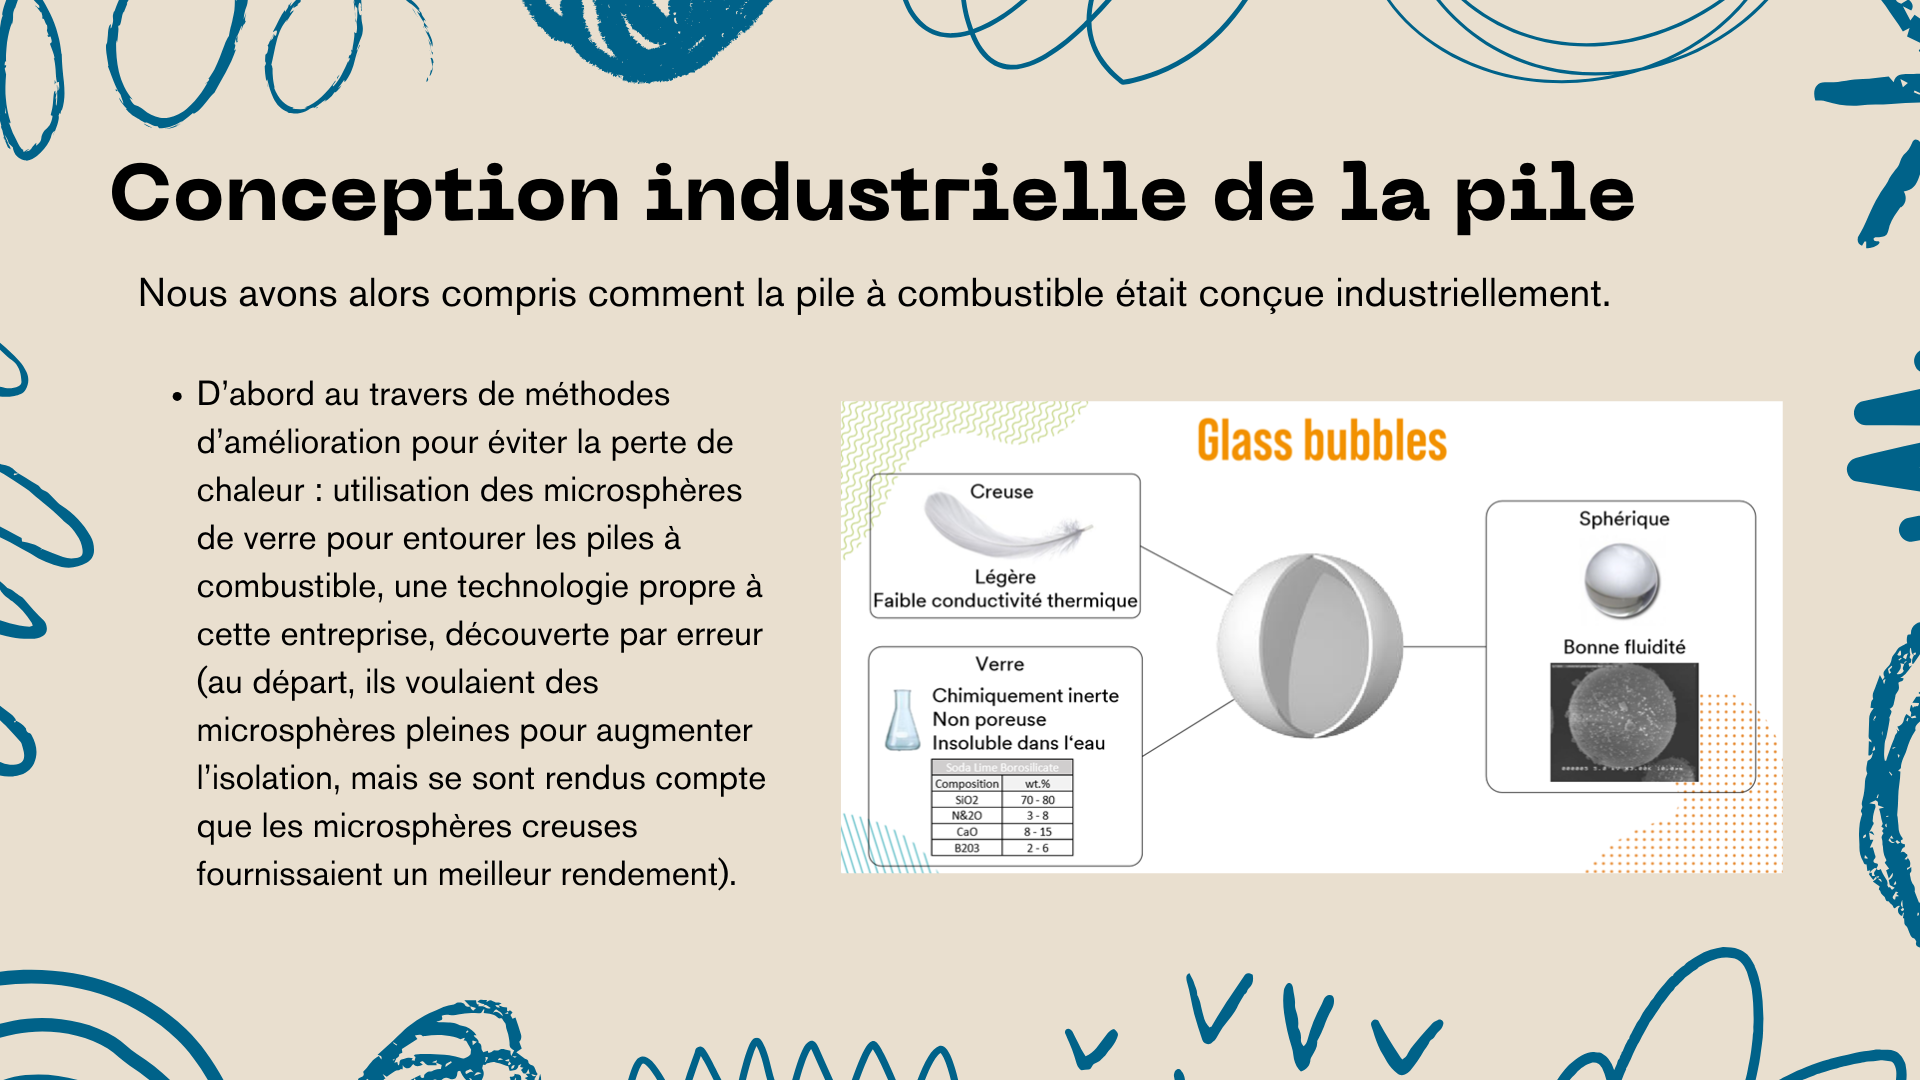 Conception industrielle de la pile
Nous avons alors compris comment la pile à combustible était conçue industriellement.
• D’abord au travers de méthodes
d’amélioration pour éviter la perte de
chaleur : utilisation des microsphères
de verre pour entourer les piles à
combustible, une technologie propre à
cette entreprise, découverte par erreur
(au départ, ils voulaient des
microsphères pleines pour augmenter
l’isolation, mais se sont rendus compte
que les microsphères creuses
fournissaient un meilleur rendement).
Glass bubbles
Creuse
Légère
Faible conductivité thermique
Verre
Chimiquement inerte
Non poreuse
Insoluble dans l‘eau
Soda Lime Borosilicate
Composition wt.%
SiO2 70 - 80
N&2O 3 - 8
CaO 8 - 15
B203 2 - 6
Sphérique
Bonne fluidité